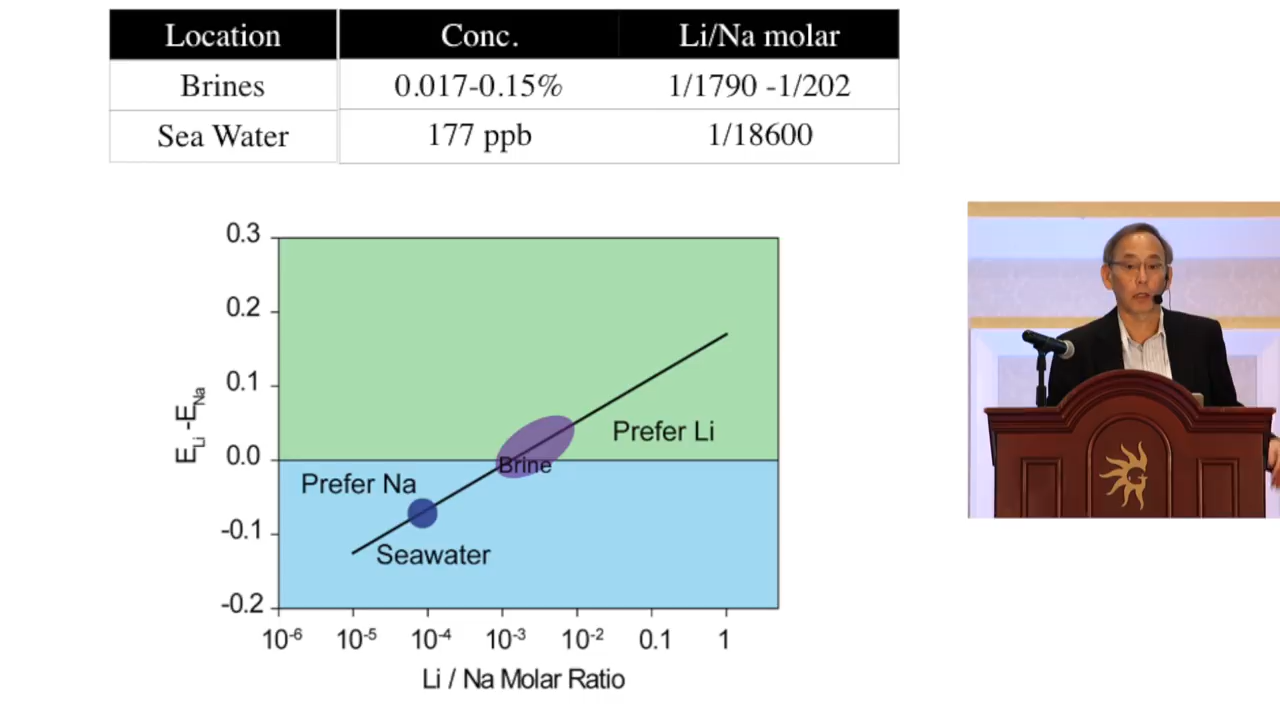 Location Conc. Li/Na molar
Brines 0.017-0.15% 1/1790 -1/202
Sea Water 177 ppb 1/18600
0.3
0.2
0.1
0.0
-0.1
-0.2
E_Li -E_Na
Prefer Li
Brine
Prefer Na
Seawater
10⁻⁶ 10⁻⁵ 10⁻⁴ 10⁻³ 10⁻² 0.1 1
Li / Na Molar Ratio